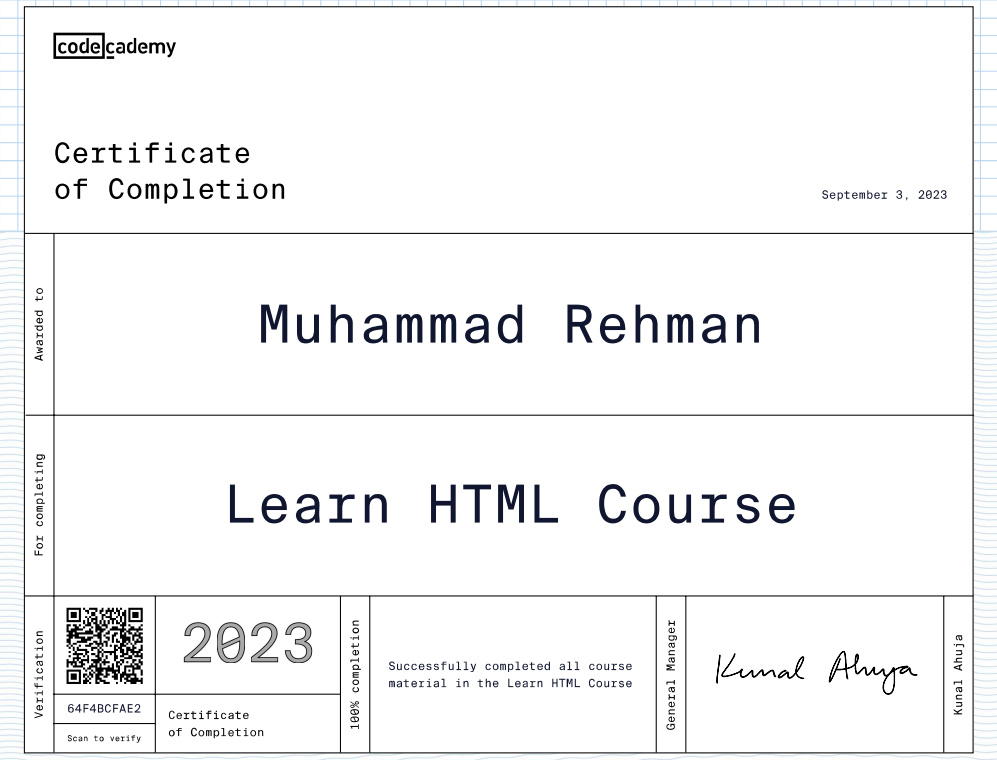 codecademy
Certificate
of Completion
September 3, 2023
Awarded to
Muhammad Rehman
For completing
Learn HTML Course
Verification
64F4BCFAE2
Scan to verify
2023
Certificate
of Completion
100% completion
Successfully completed all course
material in the Learn HTML Course
General Manager
Kunal Ahuja
Kunal Ahuja